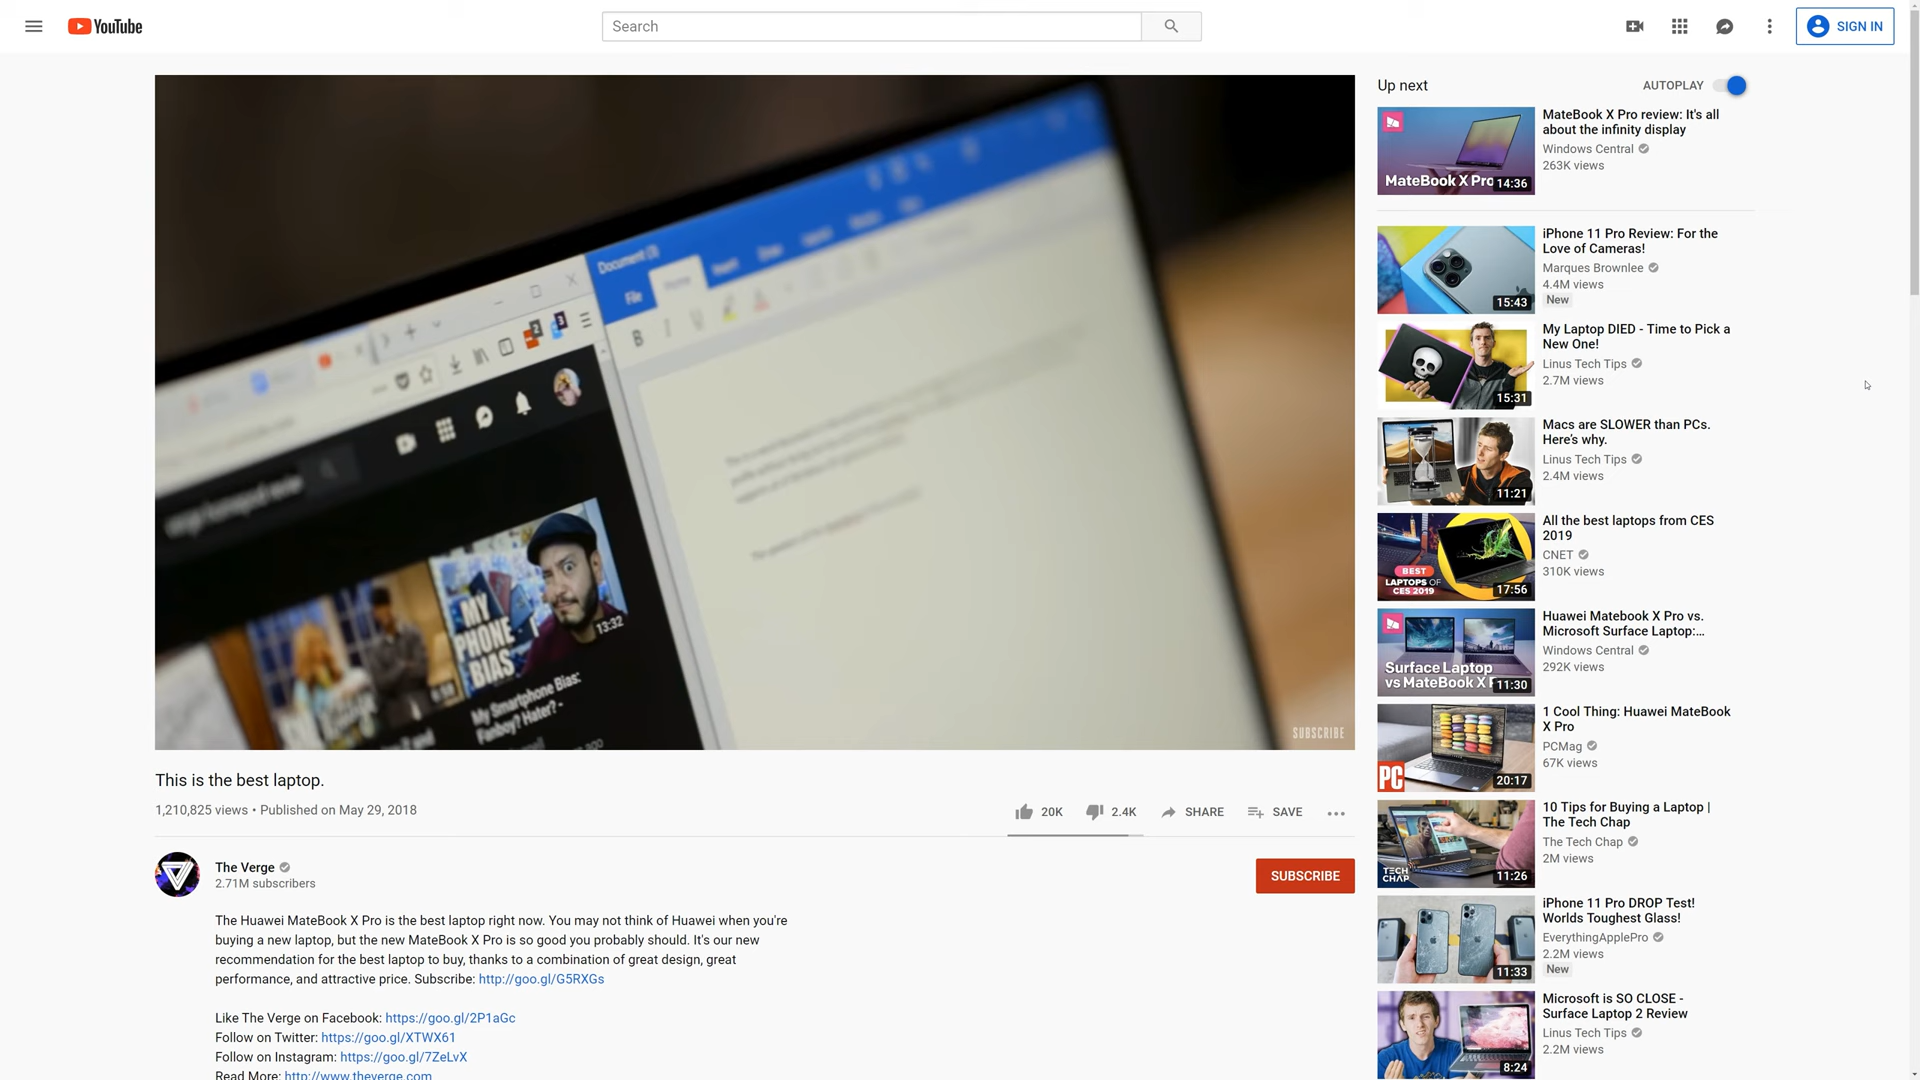 YouTube
Search
SIGN IN
Document (1)
File
Home
Insert
Draw
B
2
3
MY
PHONE
BIAS
13:32
My Smartphone Bias:
Fanboy? Hater? -
SUBSCRIBE
This is the best laptop.
1,210,825 views • Published on May 29, 2018
20K
2.4K
SHARE
SAVE
The Verge
2.71M subscribers
SUBSCRIBE
The Huawei MateBook X Pro is the best laptop right now. You may not think of Huawei when you're
buying a new laptop, but the new MateBook X Pro is so good you probably should. It's our new
recommendation for the best laptop to buy, thanks to a combination of great design, great
performance, and attractive price. Subscribe: http://goo.gl/G5RXGs
Like The Verge on Facebook: https://goo.gl/2P1aGc
Follow on Twitter: https://goo.gl/XTWX61
Follow on Instagram: https://goo.gl/7ZeLvX
Read More: http://www.theverge.com
Up next
AUTOPLAY
MateBook X Pro
14:36
MateBook X Pro review: It's all
about the infinity display
Windows Central
263K views
15:43
iPhone 11 Pro Review: For the
Love of Cameras!
Marques Brownlee
4.4M views
New
15:31
My Laptop DIED - Time to Pick a
New One!
Linus Tech Tips
2.7M views
11:21
Macs are SLOWER than PCs.
Here's why.
Linus Tech Tips
2.4M views
BEST
LAPTOPS OF
CES 2019
17:56
All the best laptops from CES
2019
CNET
310K views
Surface Laptop
vs MateBook X
11:30
Huawei Matebook X Pro vs.
Microsoft Surface Laptop:...
Windows Central
292K views
PC
20:17
1 Cool Thing: Huawei MateBook
X Pro
PCMag
67K views
TECH
CHAP
11:26
10 Tips for Buying a Laptop |
The Tech Chap
The Tech Chap
2M views
11:33
iPhone 11 Pro DROP Test!
Worlds Toughest Glass!
EverythingApplePro
2.2M views
New
8:24
Microsoft is SO CLOSE -
Surface Laptop 2 Review
Linus Tech Tips
2.2M views